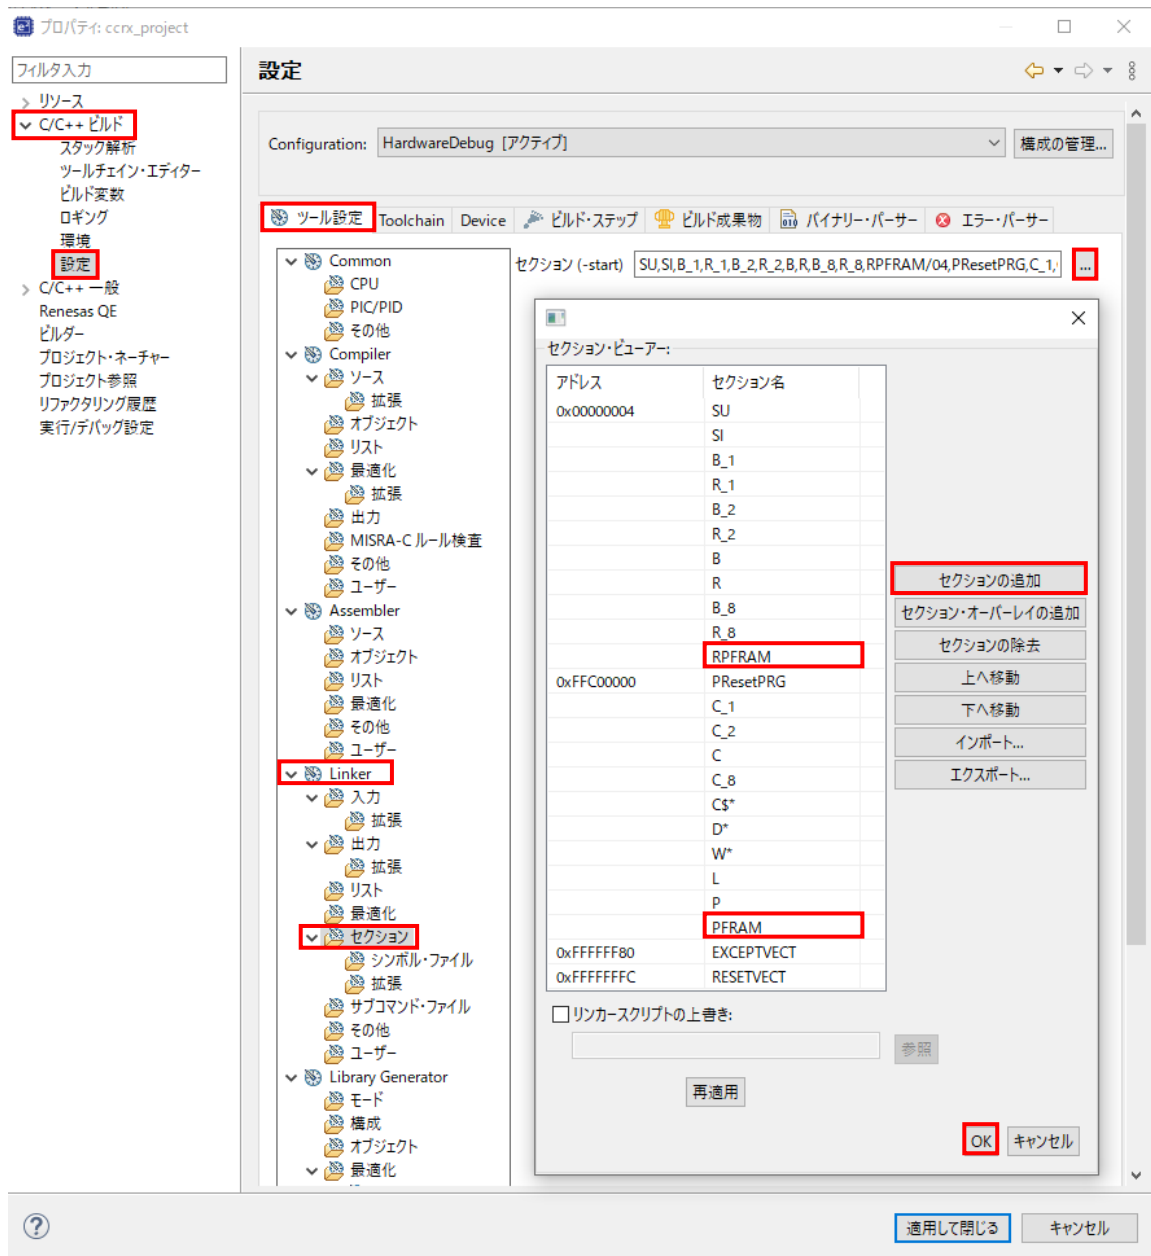 プロパティ: ccrx_project
フィルタ入力
リソース
C/C++ ビルド
スタック解析
ツールチェイン・エディター
ビルド変数
ロギング
環境
設定
C/C++ 一般
Renesas QE
ビルダー
プロジェクト・ネーチャー
プロジェクト参照
リファクタリング履歴
実行/デバッグ設定
設定
Configuration: HardwareDebug [アクティブ] 構成の管理...
ツール設定 Toolchain Device ビルド・ステップ ビルド成果物 バイナリー・パーサー エラー・パーサー
Common
CPU
PIC/PID
その他
Compiler
ソース
拡張
オブジェクト
リスト
最適化
拡張
出力
MISRA-C ルール検査
その他
ユーザー
Assembler
ソース
オブジェクト
リスト
最適化
その他
ユーザー
Linker
入力
拡張
出力
拡張
リスト
最適化
セクション
シンボル・ファイル
拡張
サブコマンド・ファイル
その他
ユーザー
Library Generator
モード
構成
オブジェクト
最適化
セクション (-start) SU,SI,B_1,R_1,B_2,R_2,B,R,B_8,R_8,RPFRAM/04,PResetPRG,C_1, ...
セクション・ビューアー:
アドレス セクション名
0x00000004 SU
SI
B_1
R_1
B_2
R_2
B
R
B_8
R_8
RPFRAM
0xFFC00000 PResetPRG
C_1
C_2
C
C_8
C$*
D*
W*
L
P
PFRAM
0xFFFFFF80 EXCEPTVECT
0xFFFFFFFC RESETVECT
セクションの追加
セクション・オーバーレイの追加
セクションの除去
上へ移動
下へ移動
インポート...
エクスポート...
リンカースクリプトの上書き:
参照
再適用
OK キャンセル
適用して閉じる キャンセル